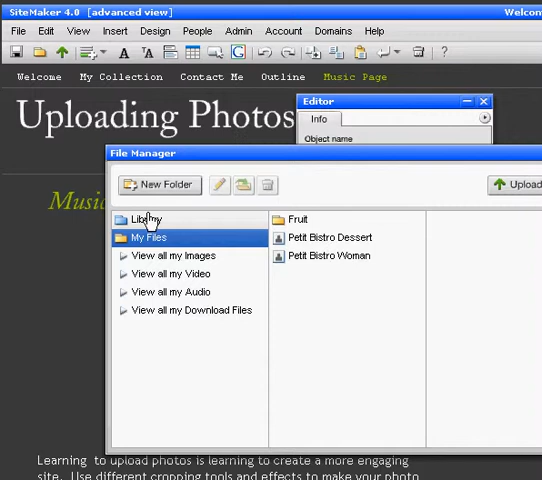 SiteMaker 4.0 [advanced view] Welcom
File Edit View Insert Design People Admin Account Domains Help
A T G ?
Welcome My Collection Contact Me Outline Music Page
Uploading Photos
Editor
Info
Object name
File Manager
New Folder Upload
Music
Library
My Files
View all my Images
View all my Video
View all my Audio
View all my Download Files
Fruit
Petit Bistro Dessert
Petit Bistro Woman
Learning to upload photos is learning to create a more engaging
site. Use different cropping tools and effects to make your photo